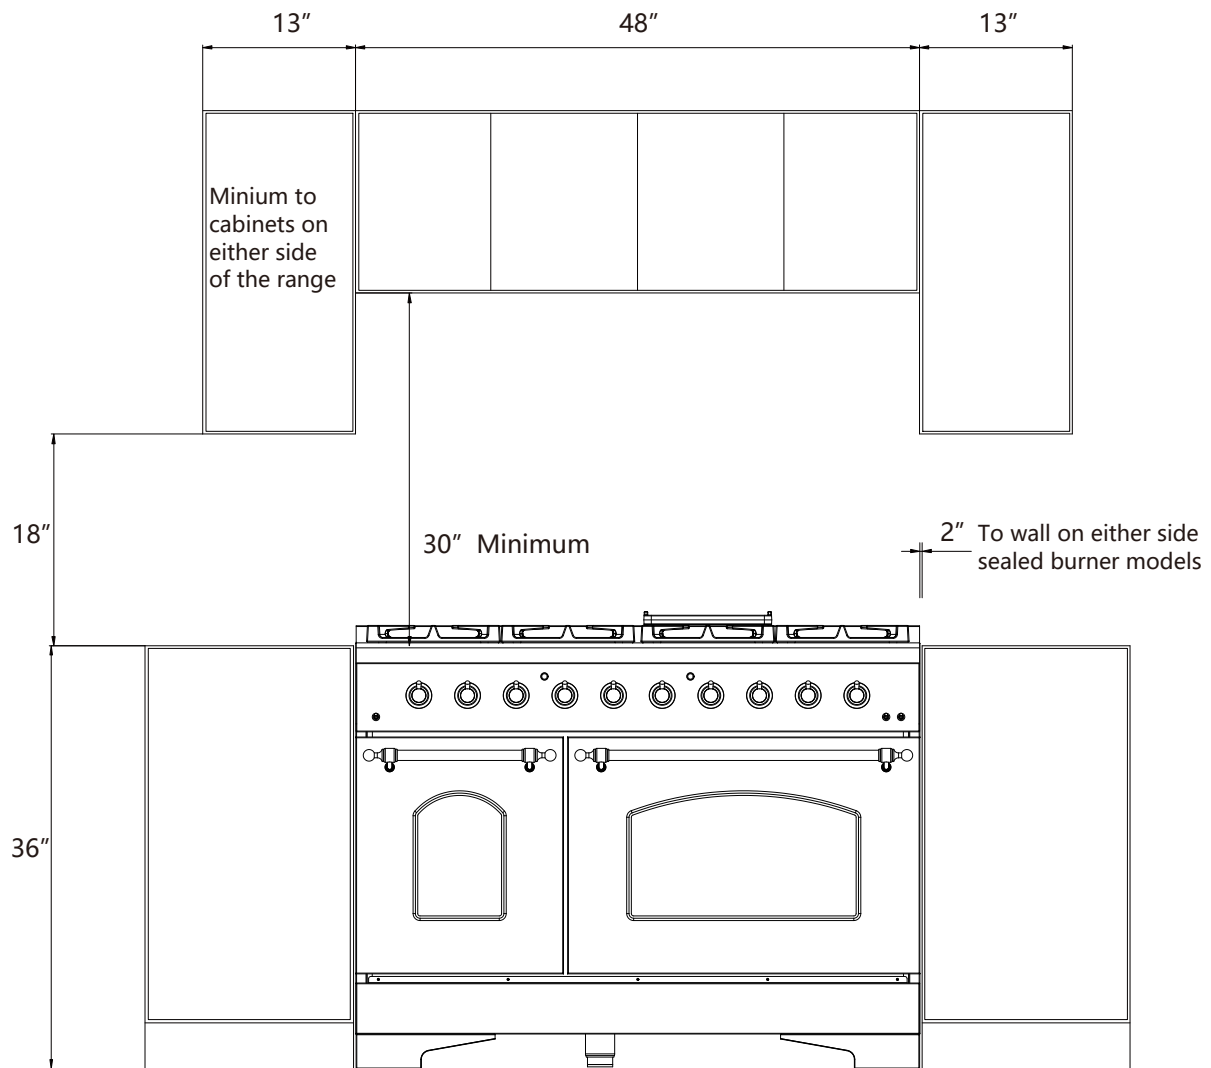 13”
48”
13”
Minium to
cabinets on
either side
of the range
18”
30” Minimum
2”
To wall on either side
sealed burner models
36”